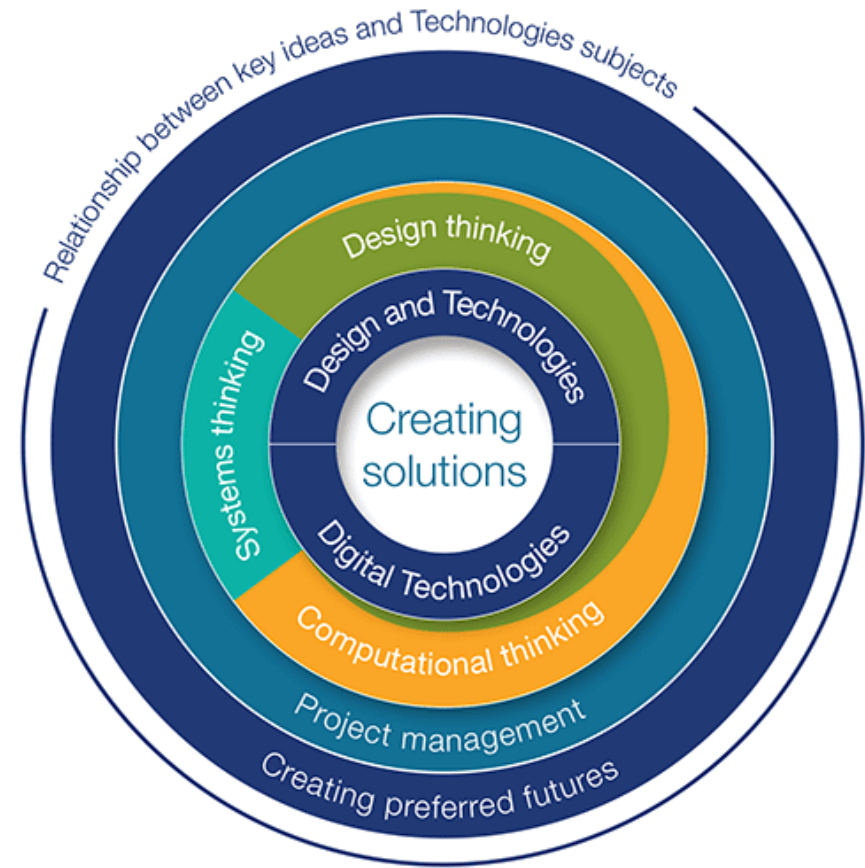 Relationship between key ideas and Technologies subjects
Design thinking
Design and Technologies
Systems thinking
Creating
solutions
Digital Technologies
Computational thinking
Project management
Creating preferred futures